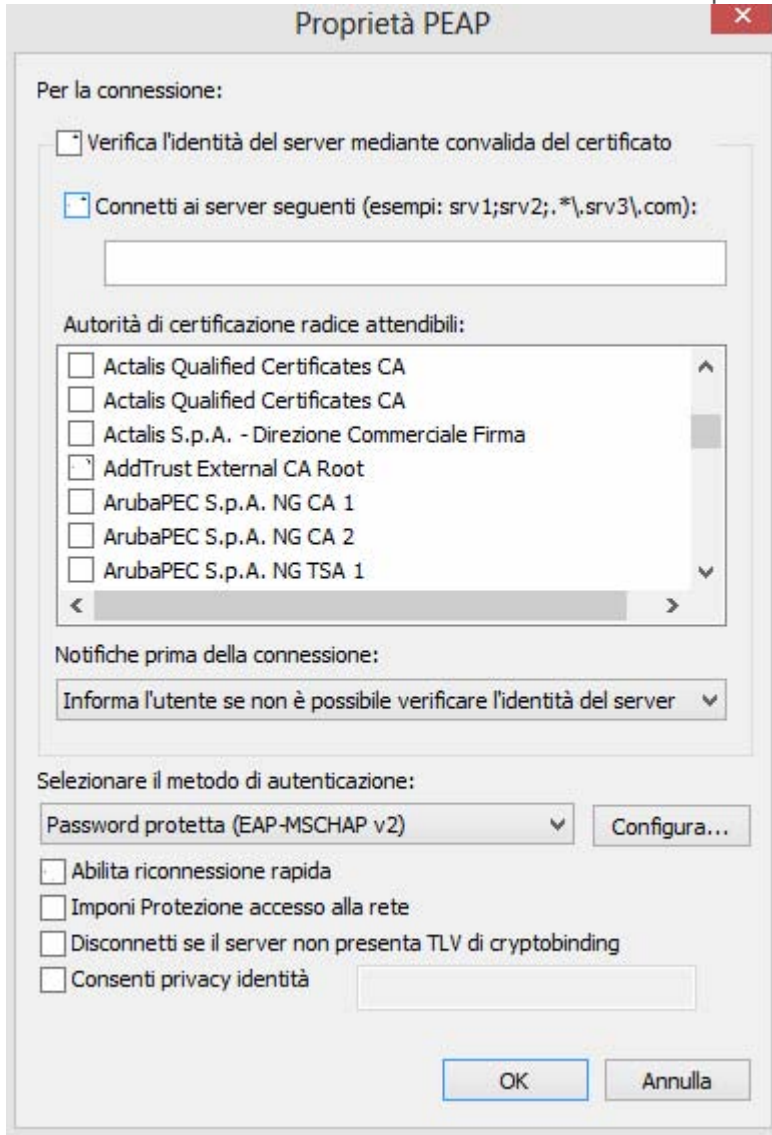 Proprietà PEAP
Per la connessione:
Verifica l'identità del server mediante convalida del certificato
Connetti ai server seguenti (esempi: srv1;srv2;.*\.srv3\.com):
Autorità di certificazione radice attendibili:
Actalis Qualified Certificates CA
Actalis Qualified Certificates CA
Actalis S.p.A. - Direzione Commerciale Firma
AddTrust External CA Root
ArubaPEC S.p.A. NG CA 1
ArubaPEC S.p.A. NG CA 2
ArubaPEC S.p.A. NG TSA 1
Notifiche prima della connessione:
Informa l'utente se non è possibile verificare l'identità del server
Selezionare il metodo di autenticazione:
Password protetta (EAP-MSCHAP v2)
Configura...
Abilita riconnessione rapida
Imponi Protezione accesso alla rete
Disconnetti se il server non presenta TLV di cryptobinding
Consenti privacy identità
OK
Annulla